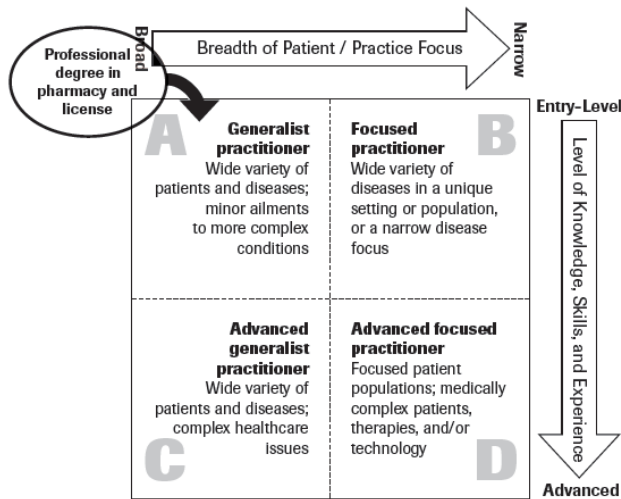 Professional
degree in
pharmacy and
license
Broad
Breadth of Patient / Practice Focus
Narrow
A
Generalist
practitioner
Wide variety of
patients and diseases;
minor ailments
to more complex
conditions
B
Focused
practitioner
Wide variety of
diseases in a unique
setting or population,
or a narrow disease
focus
Entry-Level
Level of Knowledge, Skills, and Experience
Advanced
C
Advanced
generalist
practitioner
Wide variety of
patients and diseases;
complex healthcare
issues
D
Advanced focused
practitioner
Focused patient
populations; medically
complex patients,
therapies, and/or
technology